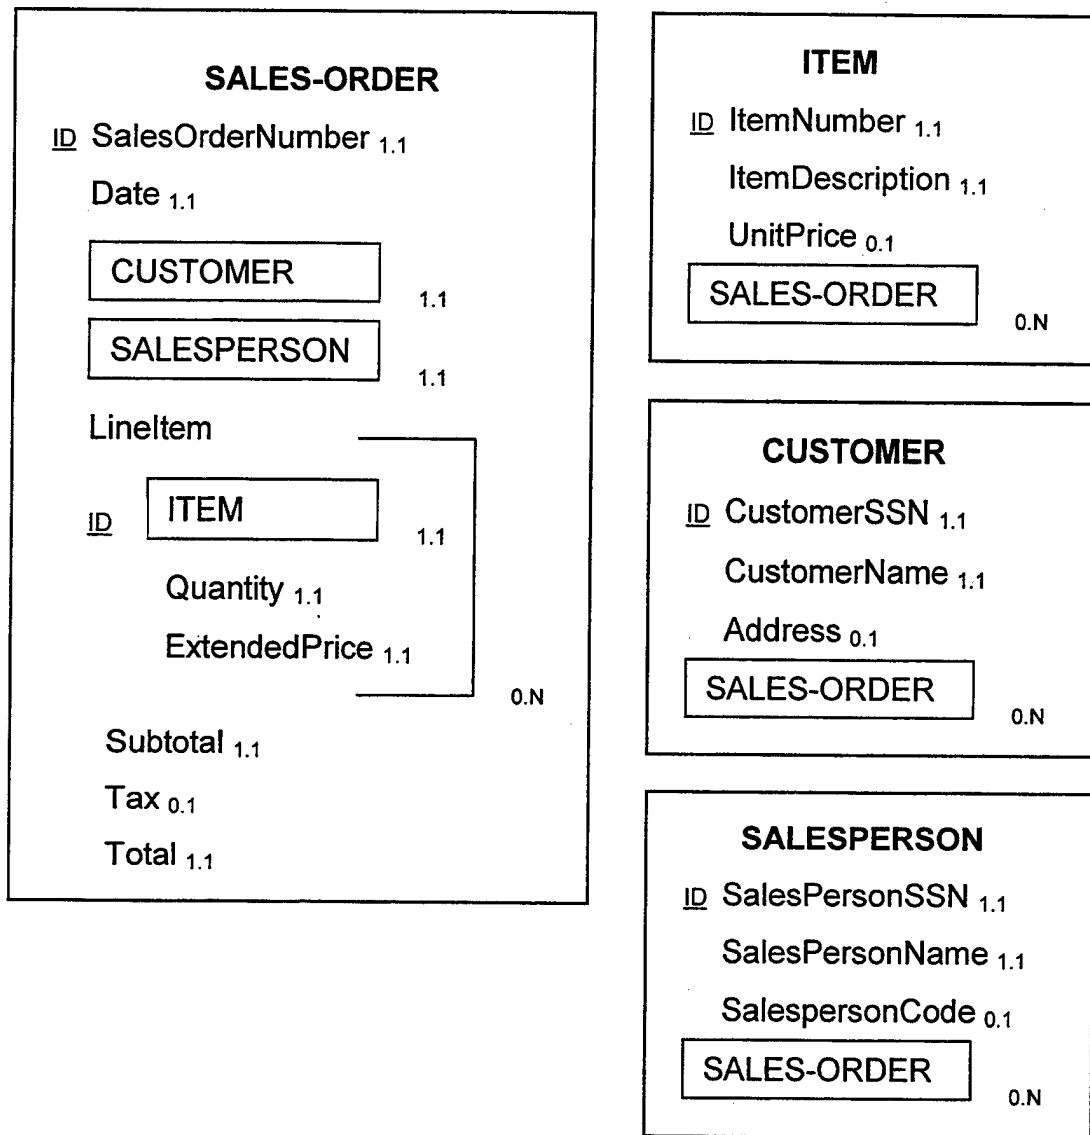 SALES-ORDER
ID SalesOrderNumber 1.1
Date 1.1
CUSTOMER 1.1
SALESPERSON 1.1
LineItem
ID ITEM 1.1
Quantity 1.1
ExtendedPrice 1.1
0.N
Subtotal 1.1
Tax 0.1
Total 1.1
ITEM
ID ItemNumber 1.1
ItemDescription 1.1
UnitPrice 0.1
SALES-ORDER 0.N
CUSTOMER
ID CustomerSSN 1.1
CustomerName 1.1
Address 0.1
SALES-ORDER 0.N
SALESPERSON
ID SalesPersonSSN 1.1
SalesPersonName 1.1
SalespersonCode 0.1
SALES-ORDER 0.N